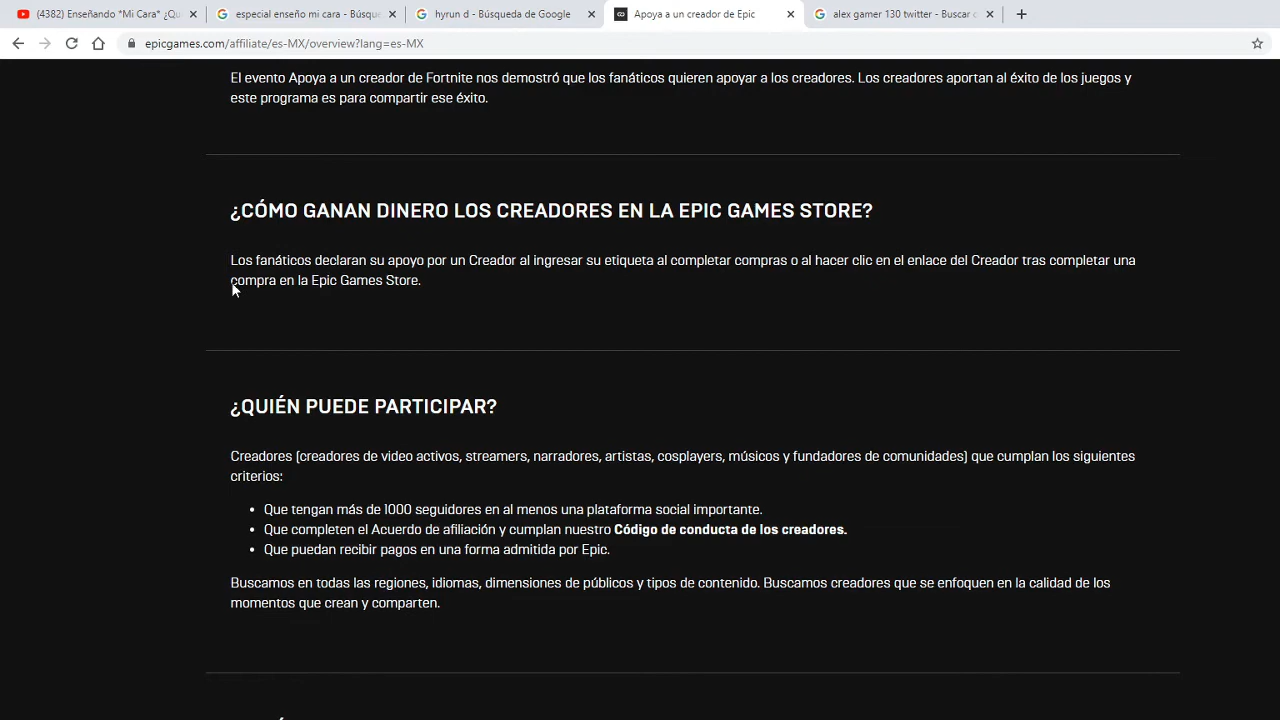 (4382) Enseñando *Mi Cara* ¿Qu
especial enseño mi cara - Búsqu
hyrun d - Búsqueda de Google
Apoya a un creador de Epic
alex gamer 130 twitter - Buscar c
epicgames.com/affiliate/es-MX/overview?lang=es-MX
El evento Apoya a un creador de Fortnite nos demostró que los fanáticos quieren apoyar a los creadores. Los creadores aportan al éxito de los juegos y
este programa es para compartir ese éxito.
¿CÓMO GANAN DINERO LOS CREADORES EN LA EPIC GAMES STORE?
Los fanáticos declaran su apoyo por un Creador al ingresar su etiqueta al completar compras o al hacer clic en el enlace del Creador tras completar una
compra en la Epic Games Store.
¿QUIÉN PUEDE PARTICIPAR?
Creadores (creadores de video activos, streamers, narradores, artistas, cosplayers, músicos y fundadores de comunidades) que cumplan los siguientes
criterios:
• Que tengan más de 1000 seguidores en al menos una plataforma social importante.
• Que completen el Acuerdo de afiliación y cumplan nuestro Código de conducta de los creadores.
• Que puedan recibir pagos en una forma admitida por Epic.
Buscamos en todas las regiones, idiomas, dimensiones de públicos y tipos de contenido. Buscamos creadores que se enfoquen en la calidad de los
momentos que crean y comparten.